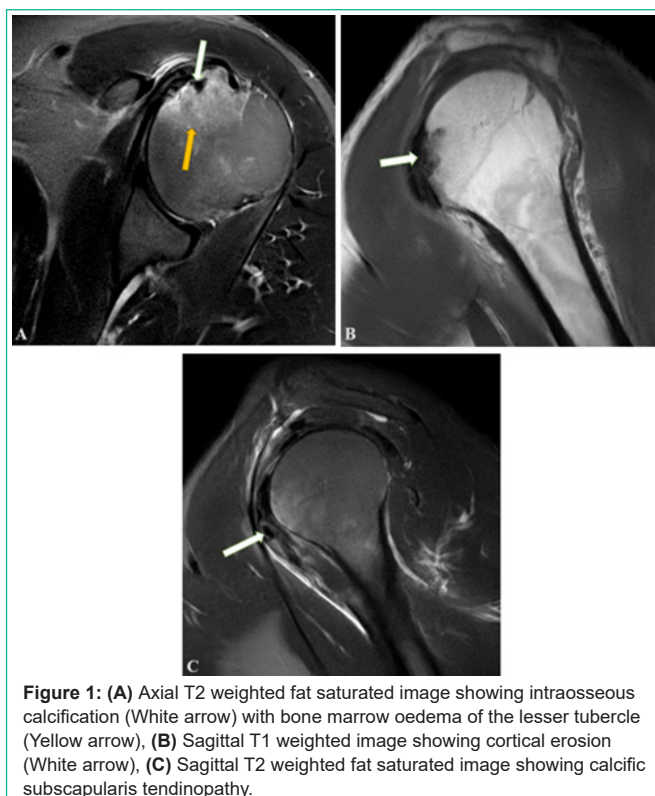 A
B
C
Figure 1: (A) Axial T2 weighted fat saturated image showing intraosseous
calcification (White arrow) with bone marrow oedema of the lesser tubercle
(Yellow arrow), (B) Sagittal T1 weighted image showing cortical erosion
(White arrow), (C) Sagittal T2 weighted fat saturated image showing calcific
subscapularis tendinopathy.